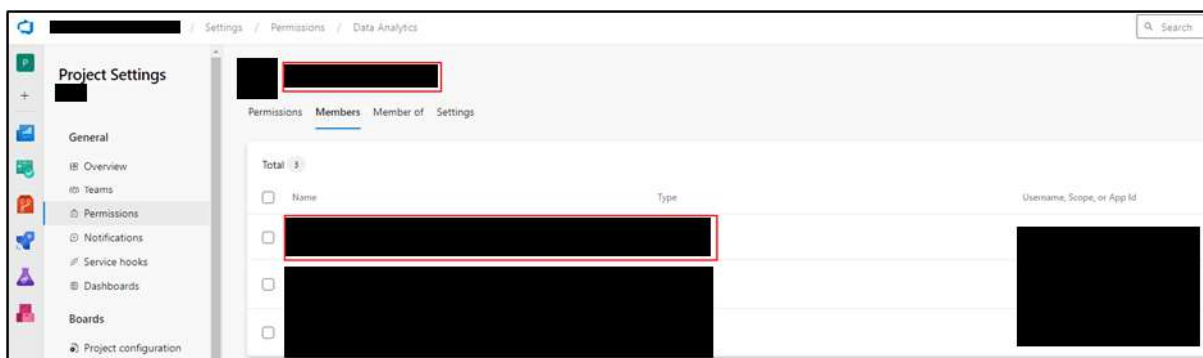 / Settings / Permissions / Data Analytics
Search
P
Project Settings
Permissions Members Member of Settings
General
Total 3
Overview
Name Type Username, Scope, or App Id
Teams
Permissions
Notifications
Service hooks
Dashboards
Boards
Project configuration